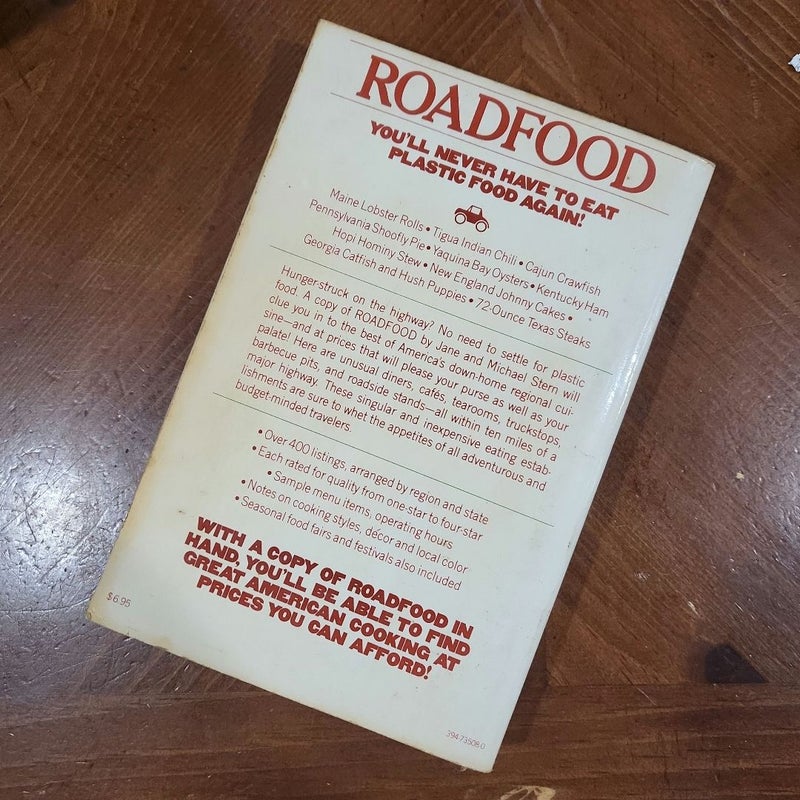 ROADFOOD
YOU'LL NEVER HAVE TO EAT
PLASTIC FOOD AGAIN!
Maine Lobster Rolls • Tigua Indian Chili • Cajun Crawfish
Pennsylvania Shoofly Pie • Yaquina Bay Oysters • Kentucky Ham
Hopi Hominy Stew • New England Johnny Cakes •
Georgia Catfish and Hush Puppies • 72-Ounce Texas Steaks
Hunger-struck on the highway? No need to settle for plastic
food. A copy of ROADFOOD by Jane and Michael Stern will
clue you in to the best of America's down-home regional cui-
sine—and at prices that will please your purse as well as your
palate! Here are unusual diners, cafés, tearooms, truckstops,
barbecue pits, and roadside stands—all within ten miles of a
major highway. These singular and inexpensive eating estab-
lishments are sure to whet the appetites of all adventurous and
budget-minded travelers.
• Over 400 listings, arranged by region and state
• Each rated for quality from one-star to four-star
• Sample menu items, operating hours
• Notes on cooking styles, décor and local color
• Seasonal food fairs and festivals also included
WITH A COPY OF ROADFOOD IN
HAND, YOU'LL BE ABLE TO FIND
GREAT AMERICAN COOKING AT
PRICES YOU CAN AFFORD!
$6.95
394-73508-0